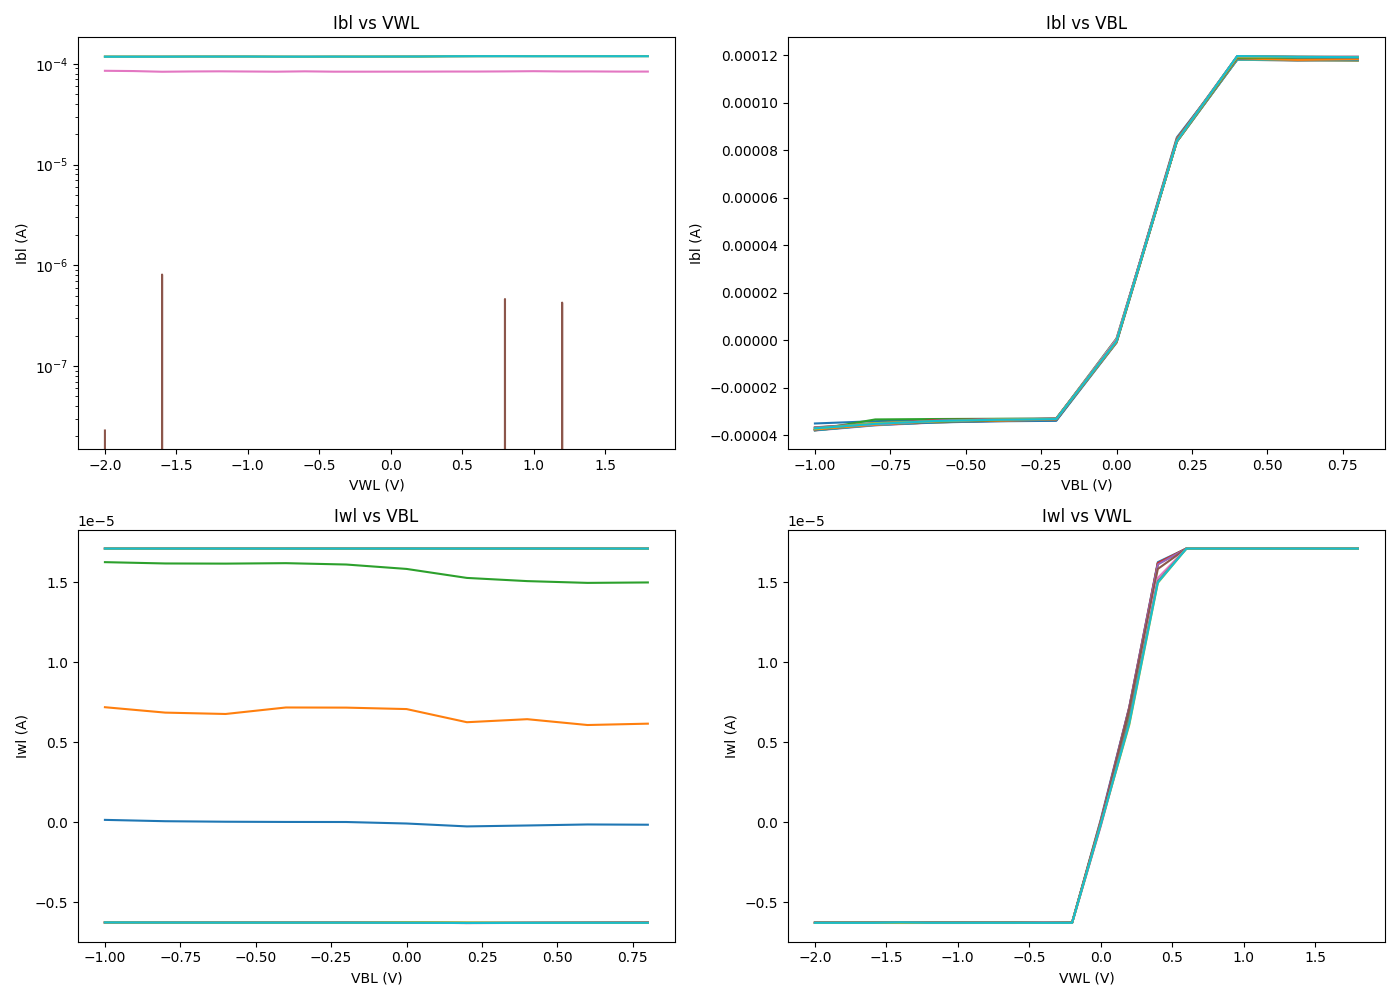 Ibl vs VWL
Ibl (A)
10⁻⁴
10⁻⁵
10⁻⁶
10⁻⁷
−2.0 −1.5 −1.0 −0.5 0.0 0.5 1.0 1.5
VWL (V)
Ibl vs VBL
Ibl (A)
0.00012
0.00010
0.00008
0.00006
0.00004
0.00002
0.00000
−0.00002
−0.00004
−1.00 −0.75 −0.50 −0.25 0.00 0.25 0.50 0.75
VBL (V)
Iwl vs VBL
1e−5
Iwl (A)
1.5
1.0
0.5
0.0
−0.5
−1.00 −0.75 −0.50 −0.25 0.00 0.25 0.50 0.75
VBL (V)
Iwl vs VWL
1e−5
Iwl (A)
1.5
1.0
0.5
0.0
−0.5
−2.0 −1.5 −1.0 −0.5 0.0 0.5 1.0 1.5
VWL (V)